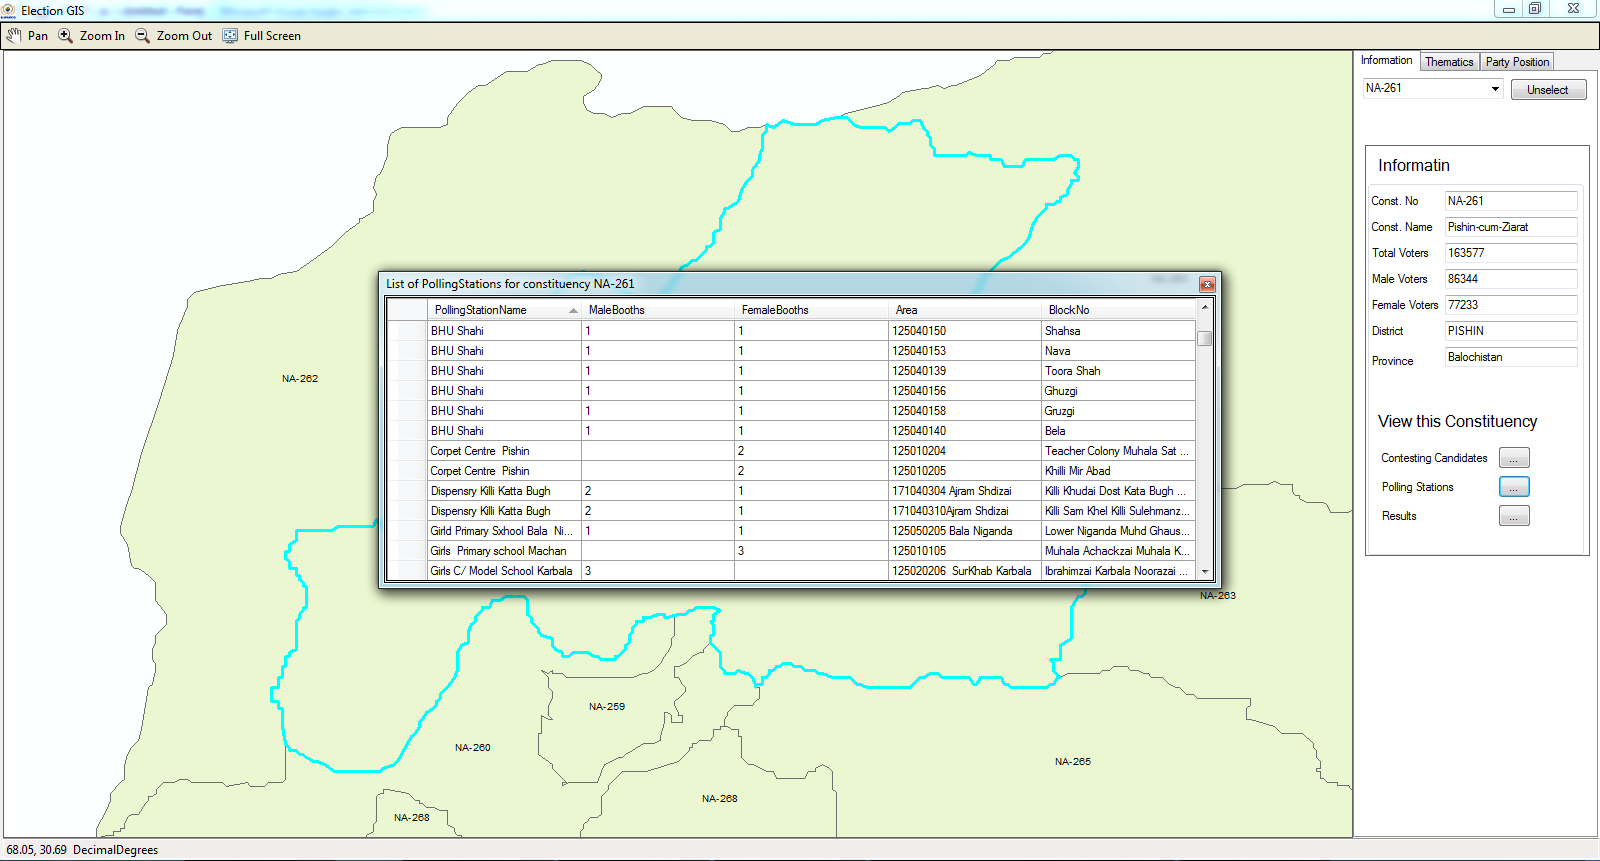 Election GIS
Pan Zoom In Zoom Out Full Screen
Information Thematics Party Position
NA-261 Unselect
Informatin
Const. No NA-261
Const. Name Pishin-cum-Ziarat
Total Voters 163577
Male Voters 86344
Female Voters 77233
District PISHIN
Province Balochistan
View this Constituency
Contesting Candidates ...
Polling Stations ...
Results ...
NA-262
List of PollingStations for constituency NA-261
PollingStationName MaleBooths FemaleBooths Area BlockNo
BHU Shahi 1 1 125040150 Shahsa
BHU Shahi 1 1 125040153 Nava
BHU Shahi 1 1 125040139 Toora Shah
BHU Shahi 1 1 125040156 Ghuzgi
BHU Shahi 1 1 125040158 Gruzgi
BHU Shahi 1 1 125040140 Bela
Corpet Centre  Pishin 2 125010204 Teacher Colony Muhala Sat ...
Corpet Centre  Pishin 2 125010205 Khilli Mir Abad
Dispensry Killi Katta Bugh 2 1 171040304 Ajram Shdizai Killi Khudai Dost Kata Bugh ...
Dispensry Killi Katta Bugh 2 1 171040310Ajram Shdizai Killi Sam Khel Killi Sulehmanz...
Girld Primary Sxhool Bala  Ni... 1 1 125050205 Bala Niganda Lower Niganda Muhd Ghaus...
Girls  Primary school Machan 3 125010105 Muhala Achackzai Muhala K...
Girls C/ Model School Karbala 3 125020206  SurKhab Karbala Ibrahimzai Karbala Noorazai ...
NA-263
NA-259
NA-260
NA-265
NA-268
NA-268
68.05, 30.69 DecimalDegrees